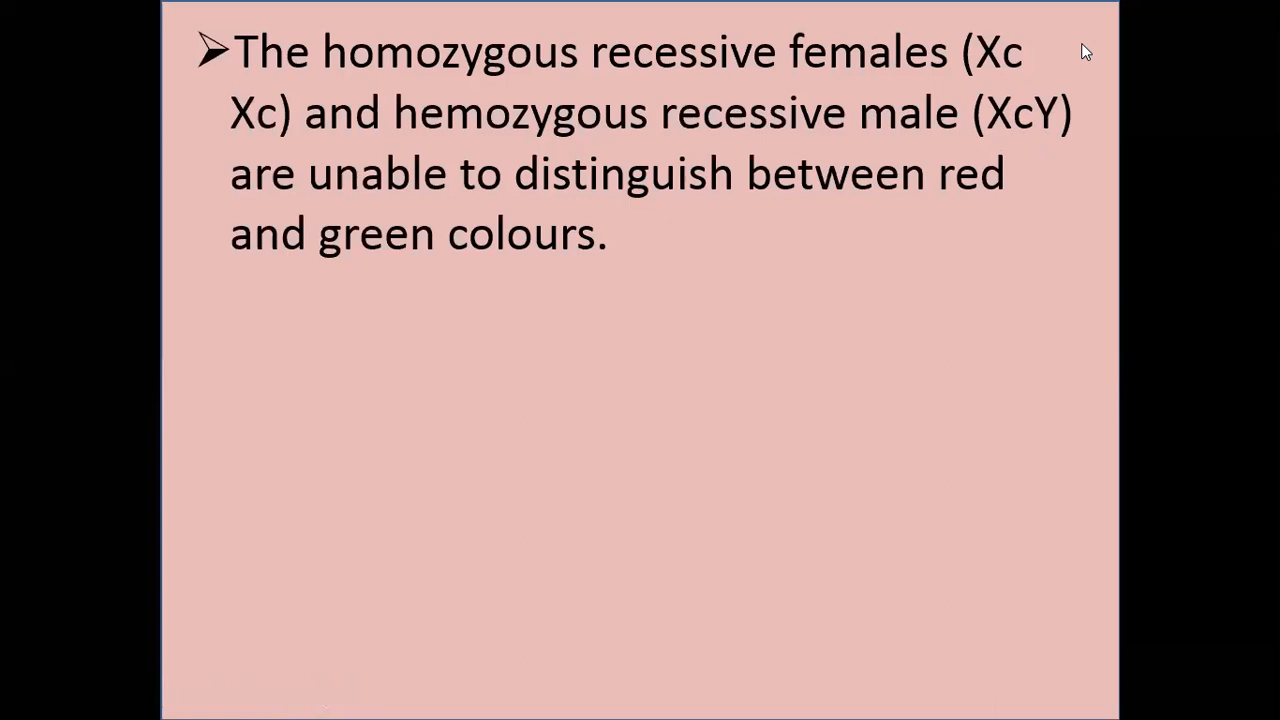 ➢The homozygous recessive females (Xc
Xc) and hemozygous recessive male (XcY)
are unable to distinguish between red
and green colours.